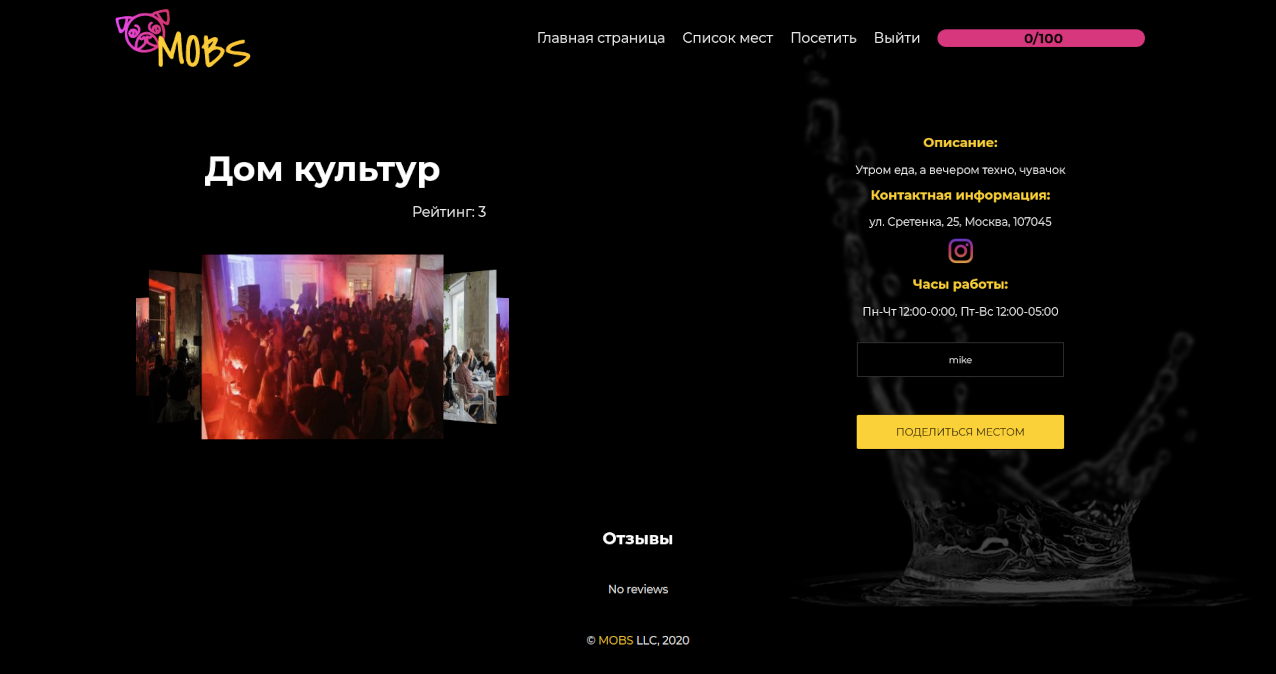 MOBS
Главная страница Список мест Посетить Выйти 0/100
Дом культур
Рейтинг: 3
Описание:
Утром еда, а вечером техно, чувачок
Контактная информация:
ул. Сретенка, 25, Москва, 107045
Часы работы:
Пн-Чт 12:00-0:00, Пт-Вс 12:00-05:00
mike
ПОДЕЛИТЬСЯ МЕСТОМ
Отзывы
No reviews
© MOBS LLC, 2020